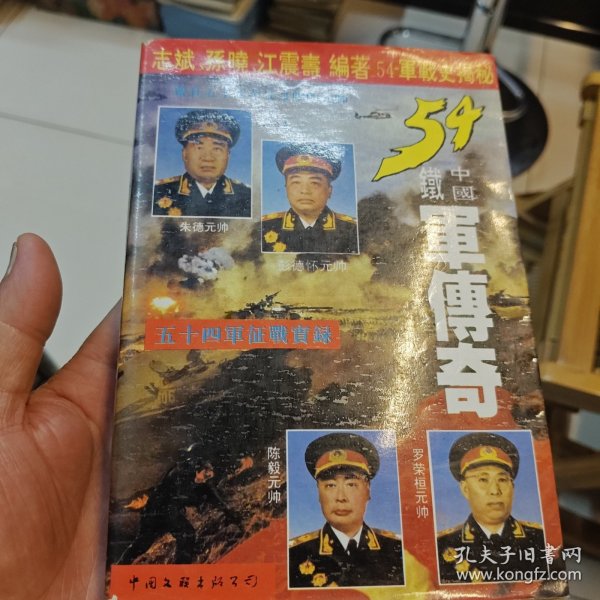 志斌、孫曉、江震壽 編著 54軍戰史揭秘
54
中國
鐵
軍傳奇
朱德元帅
彭德怀元帅
五十四軍征戰實録
陈毅元帅
罗荣桓元帅
中国文联出版公司
孔夫子旧书网
www.kongfz.com